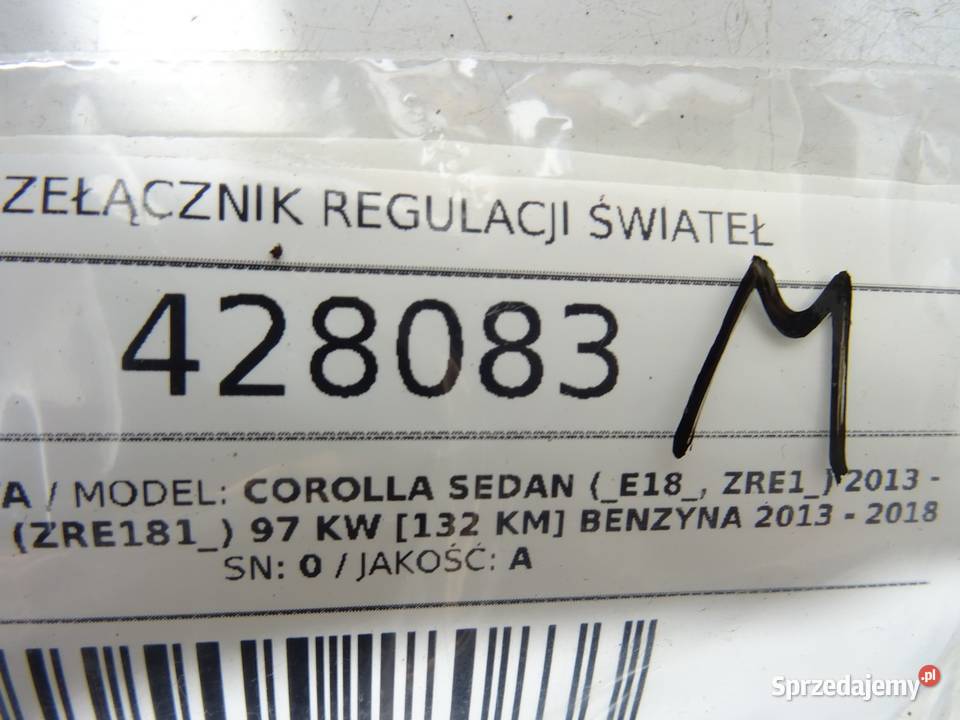 ZEŁĄCZNIK REGULACJI ŚWIATEŁ
428083 M
A / MODEL: COROLLA SEDAN (_E18_, ZRE1_) 2013 -
(ZRE181_) 97 KW [132 KM] BENZYNA 2013 - 2018
SN: 0 / JAKOŚĆ: A
Sprzedajemy.pl